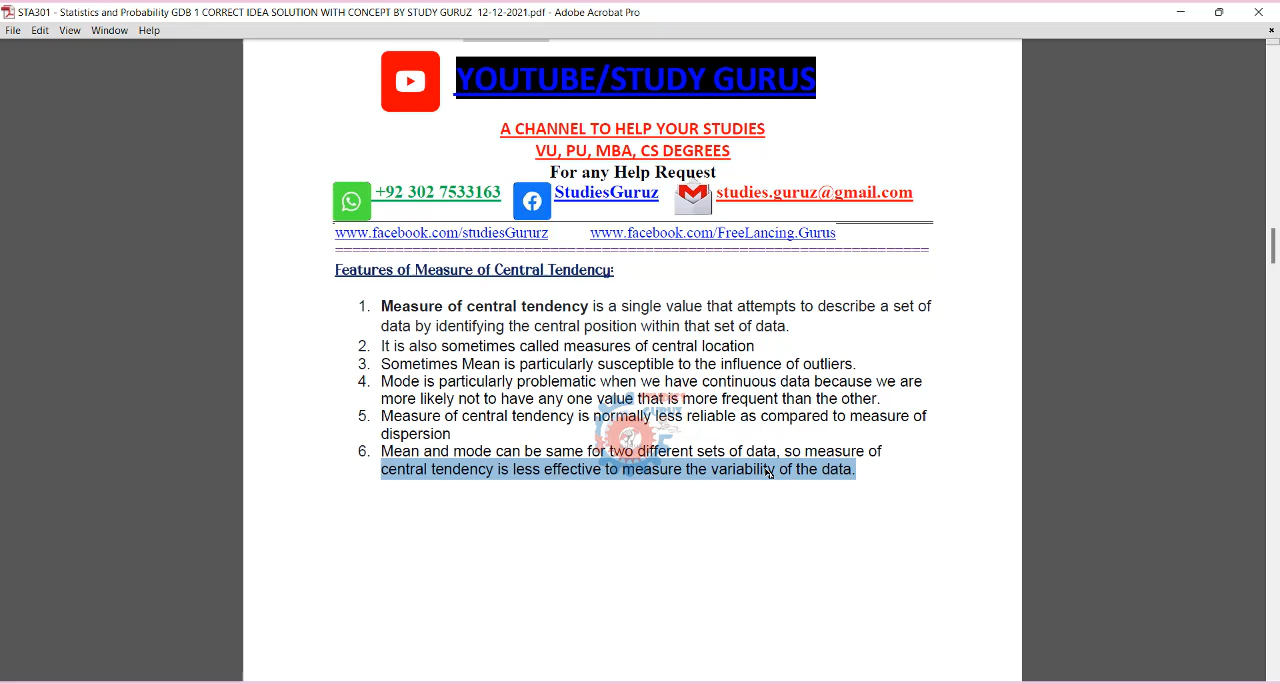 STA301 - Statistics and Probability GDB 1 CORRECT IDEA SOLUTION WITH CONCEPT BY STUDY GURUZ 12-12-2021.pdf - Adobe Acrobat Pro
File Edit View Window Help
YOUTUBE/STUDY GURUS
A CHANNEL TO HELP YOUR STUDIES
VU, PU, MBA, CS DEGREES
For any Help Request
+92 302 7533163 StudiesGuruz studies.guruz@gmail.com
www.facebook.com/studiesGururz www.facebook.com/FreeLancing.Gurus
Features of Measure of Central Tendency:
1. Measure of central tendency is a single value that attempts to describe a set of
data by identifying the central position within that set of data.
2. It is also sometimes called measures of central location
3. Sometimes Mean is particularly susceptible to the influence of outliers.
4. Mode is particularly problematic when we have continuous data because we are
more likely not to have any one value that is more frequent than the other.
5. Measure of central tendency is normally less reliable as compared to measure of
dispersion
6. Mean and mode can be same for two different sets of data, so measure of
central tendency is less effective to measure the variability of the data.